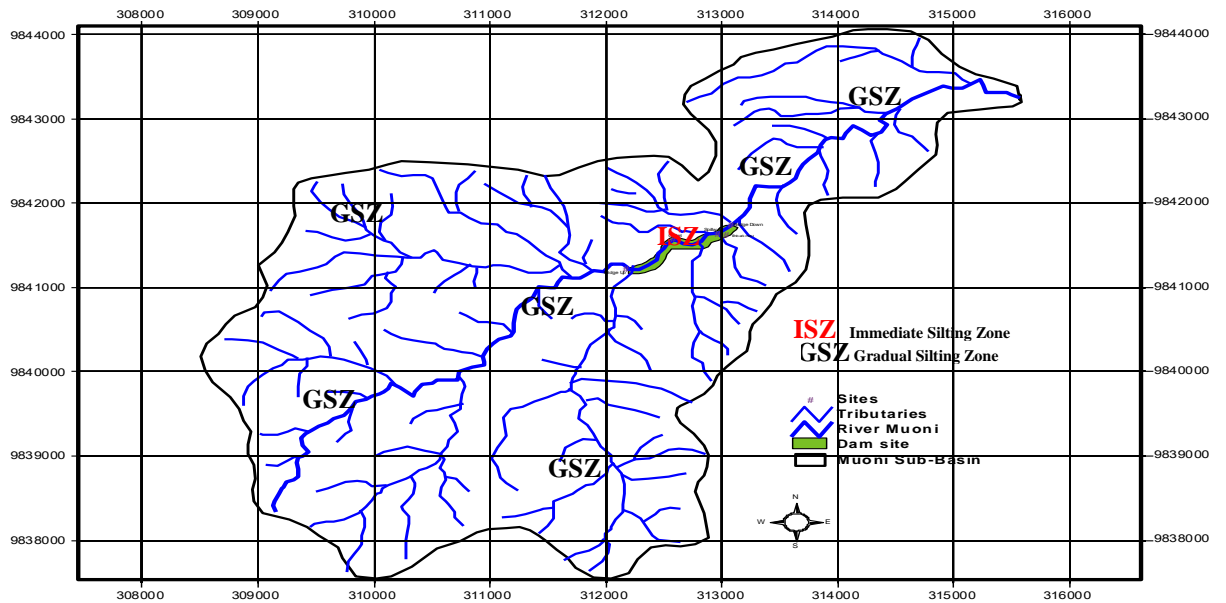 308000 309000 310000 311000 312000 313000 314000 315000 316000
9844000 9844000
GSZ
9843000 9843000
GSZ
GSZ
9842000 9842000
ISZ
9841000 9841000
GSZ
ISZ Immediate Silting Zone
GSZ Gradual Silting Zone
9840000 9840000
GSZ
# Sites
Tributaries
River Muoni
Dam site
9839000 9839000
Muoni Sub-Basin
GSZ
N
W E
S
9838000 9838000
308000 309000 310000 311000 312000 313000 314000 315000 316000